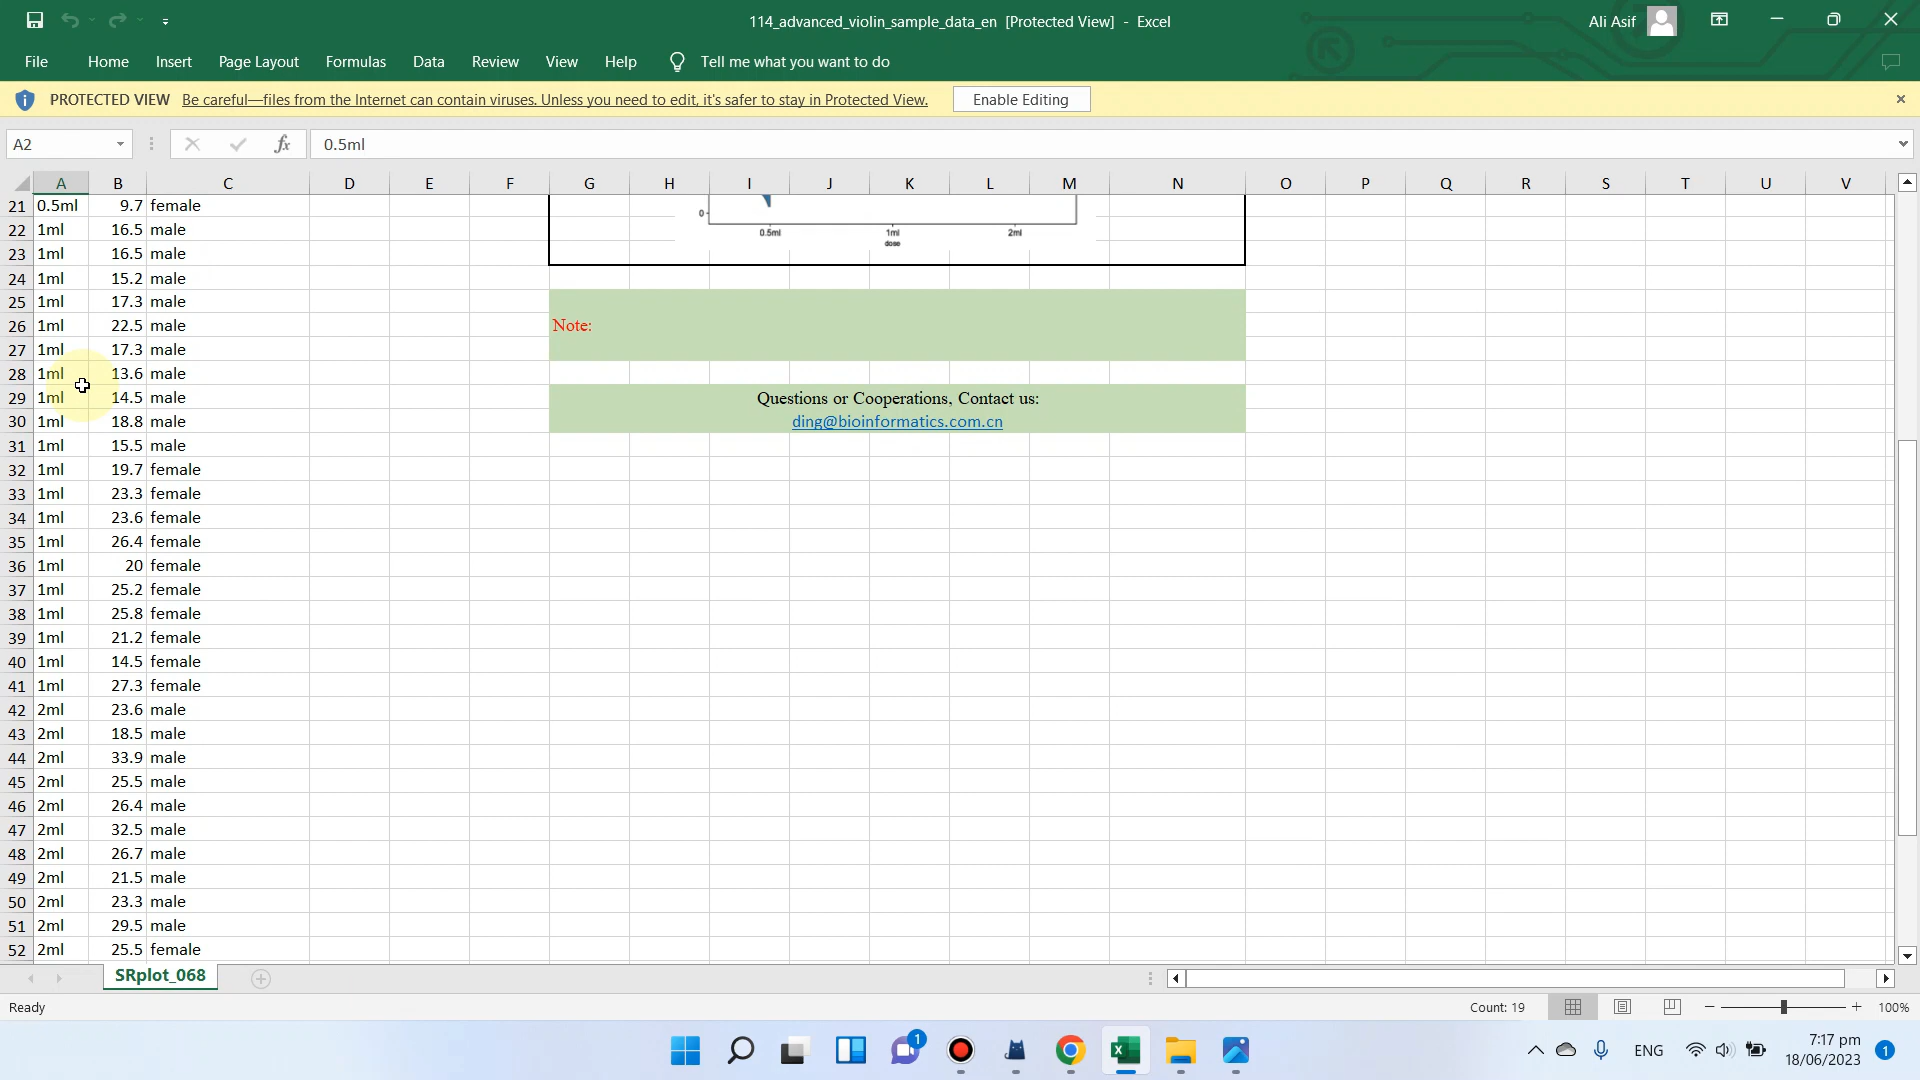 114_advanced_violin_sample_data_en [Protected View] - Excel
Ali Asif
File Home Insert Page Layout Formulas Data Review View Help Tell me what you want to do
PROTECTED VIEW Be careful—files from the Internet can contain viruses. Unless you need to edit, it's safer to stay in Protected View. Enable Editing
A2 fx 0.5ml
A B C D E F G H I J K L M N O P Q R S T U V
21 0.5ml 9.7 female
22 1ml 16.5 male
23 1ml 16.5 male
24 1ml 15.2 male
25 1ml 17.3 male
26 1ml 22.5 male
27 1ml 17.3 male
28 1ml 13.6 male
29 1ml 14.5 male
30 1ml 18.8 male
31 1ml 15.5 male
32 1ml 19.7 female
33 1ml 23.3 female
34 1ml 23.6 female
35 1ml 26.4 female
36 1ml 20 female
37 1ml 25.2 female
38 1ml 25.8 female
39 1ml 21.2 female
40 1ml 14.5 female
41 1ml 27.3 female
42 2ml 23.6 male
43 2ml 18.5 male
44 2ml 33.9 male
45 2ml 25.5 male
46 2ml 26.4 male
47 2ml 32.5 male
48 2ml 26.7 male
49 2ml 21.5 male
50 2ml 23.3 male
51 2ml 29.5 male
52 2ml 25.5 female
0
0.5ml 1ml 2ml
dose
Note:
Questions or Cooperations, Contact us:
ding@bioinformatics.com.cn
SRplot_068
Ready Count: 19 100%
1
ENG 7:17 pm
18/06/2023 1